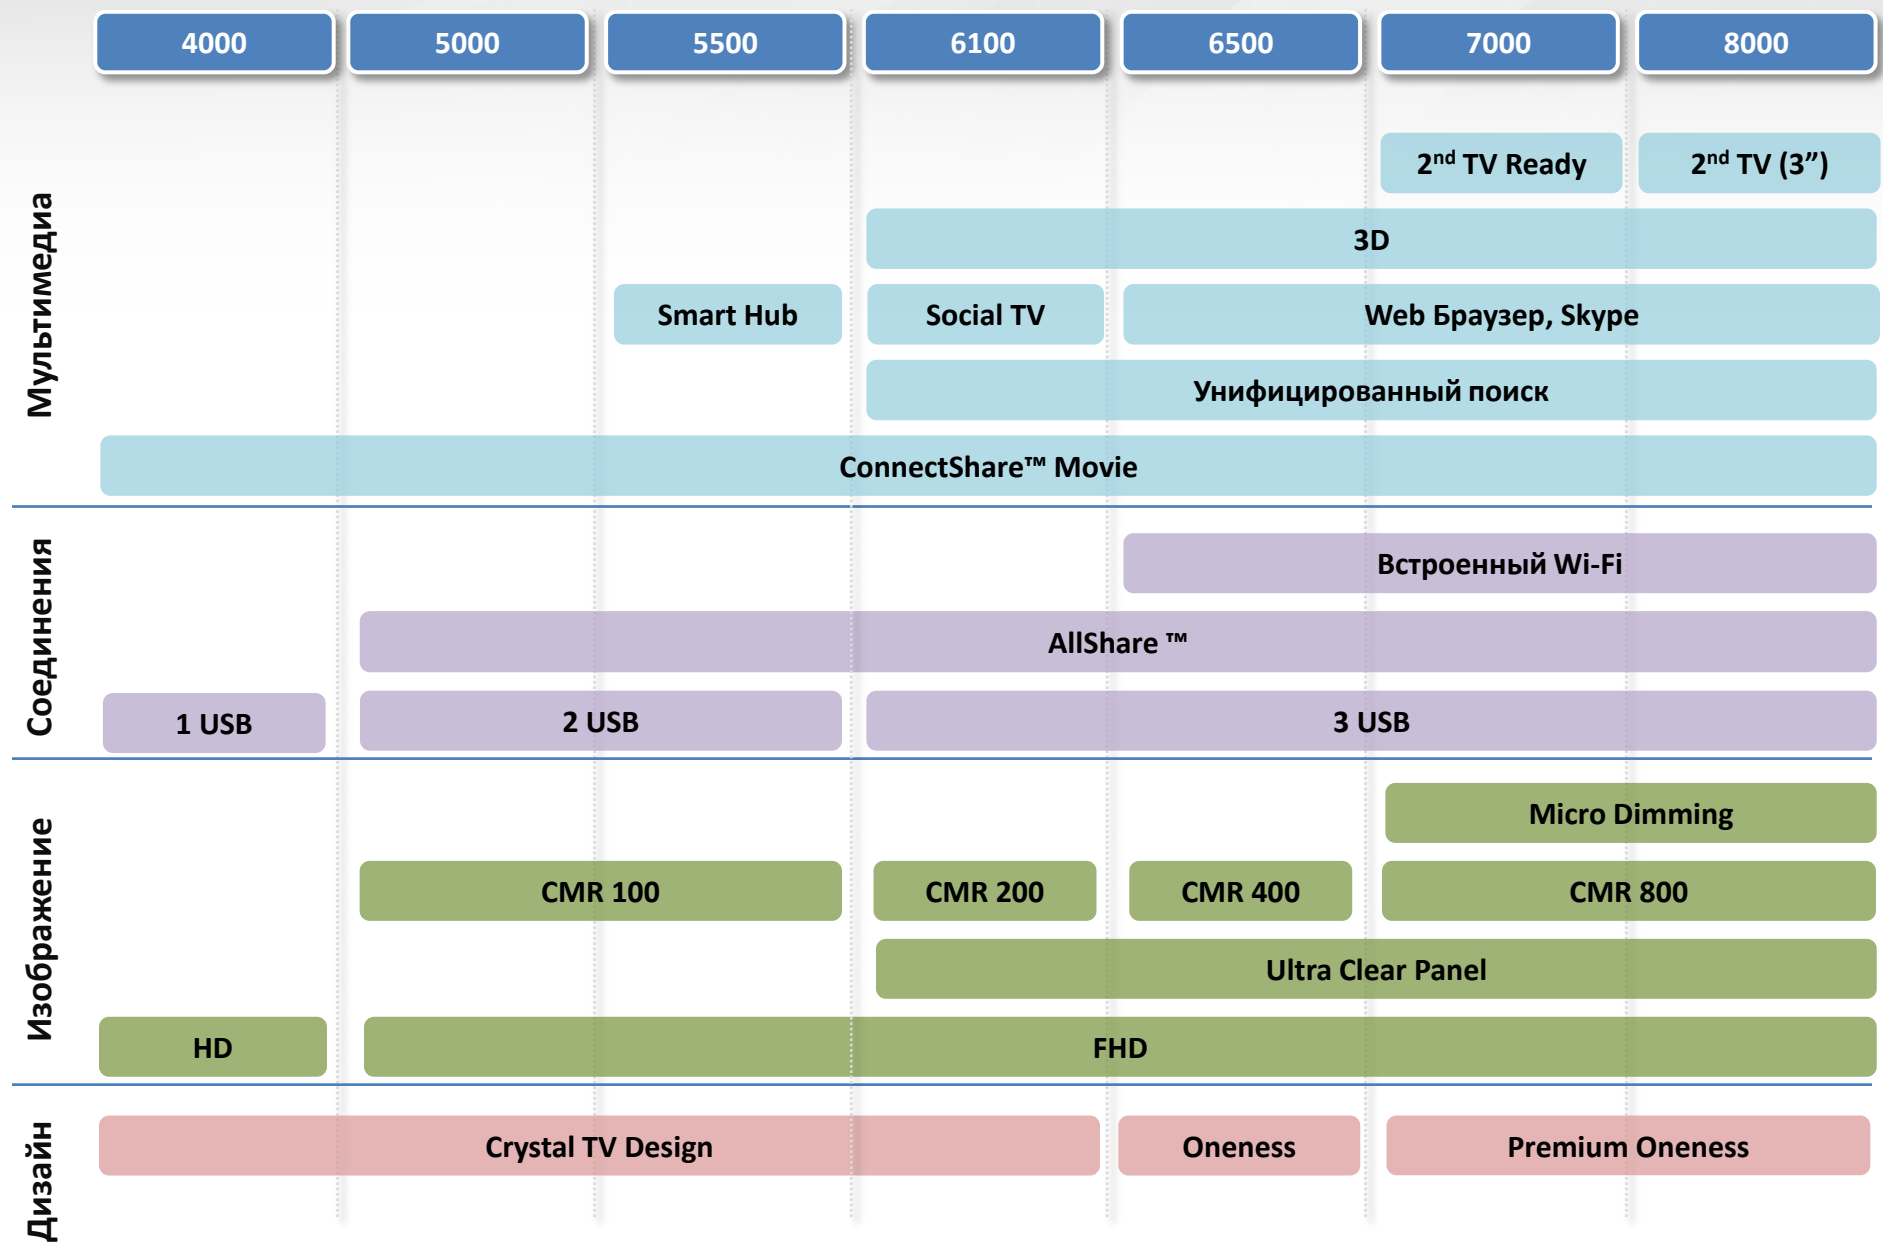 4000 5000 5500 6100 6500 7000 8000
Мультимедиа
2nd TV Ready 2nd TV (3”)
3D
Smart Hub Social TV Web Браузер, Skype
Унифицированный поиск
ConnectShare™ Movie
Соединения
Встроенный Wi-Fi
AllShare ™
1 USB 2 USB 3 USB
Изображение
Micro Dimming
CMR 100 CMR 200 CMR 400 CMR 800
Ultra Clear Panel
HD FHD
Дизайн
Crystal TV Design Oneness Premium Oneness